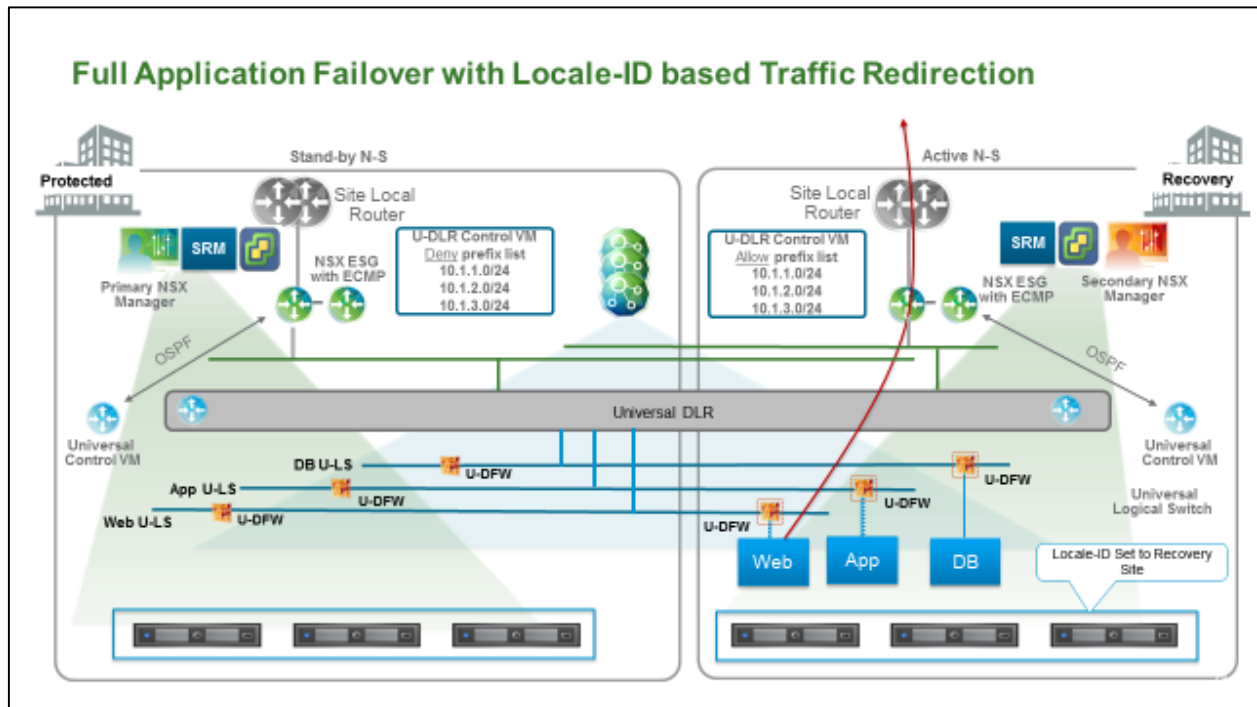 Full Application Failover with Locale-ID based Traffic Redirection
Stand-by N-S
Active N-S
Protected
Recovery
Site Local
Router
Site Local
Router
SRM
SRM
U-DLR Control VM
Deny prefix list
10.1.1.0/24
10.1.2.0/24
10.1.3.0/24
U-DLR Control VM
Allow prefix list
10.1.1.0/24
10.1.2.0/24
10.1.3.0/24
NSX ESG
with ECMP
NSX ESG
with ECMP
Primary NSX
Manager
Secondary NSX
Manager
OSPF
OSPF
Universal DLR
Universal
Control VM
Universal
Control VM
DB U-LS
U-DFW
U-DFW
App U-LS
U-DFW
U-DFW
Web U-LS
U-DFW
U-DFW
Universal
Logical Switch
Web
App
DB
Locale-ID Set to Recovery
Site